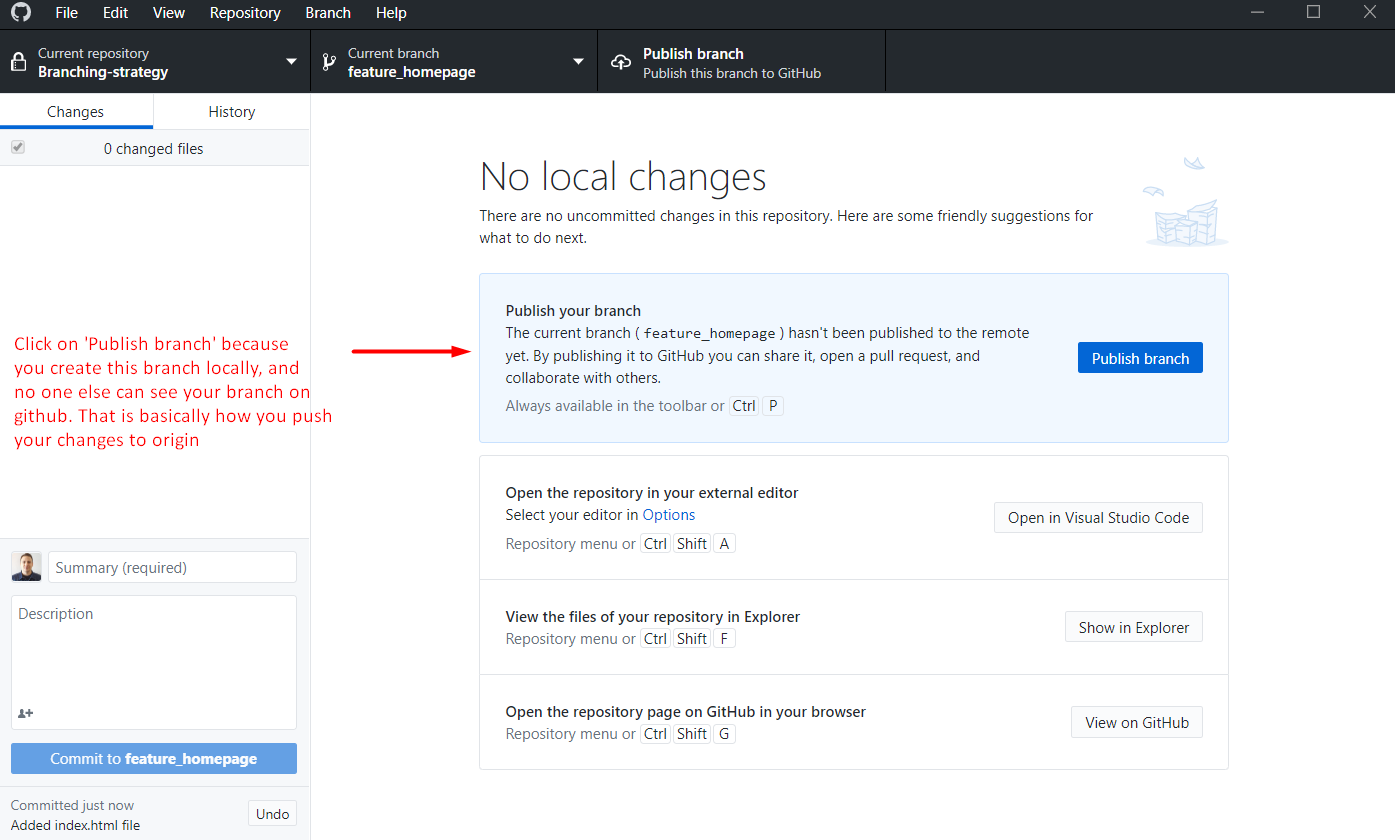 File Edit View Repository Branch Help
Current repository
Branching-strategy
Current branch
feature_homepage
Publish branch
Publish this branch to GitHub
Changes History
0 changed files
No local changes
There are no uncommitted changes in this repository. Here are some friendly suggestions for
what to do next.
Publish your branch
The current branch ( feature_homepage ) hasn't been published to the remote
yet. By publishing it to GitHub you can share it, open a pull request, and
collaborate with others.
Always available in the toolbar or Ctrl P
Publish branch
Click on 'Publish branch' because
you create this branch locally, and
no one else can see your branch on
github. That is basically how you push
your changes to origin
Open the repository in your external editor
Select your editor in Options
Repository menu or Ctrl Shift A
Open in Visual Studio Code
View the files of your repository in Explorer
Repository menu or Ctrl Shift F
Show in Explorer
Open the repository page on GitHub in your browser
Repository menu or Ctrl Shift G
View on GitHub
Summary (required)
Description
Commit to feature_homepage
Committed just now
Added index.html file
Undo